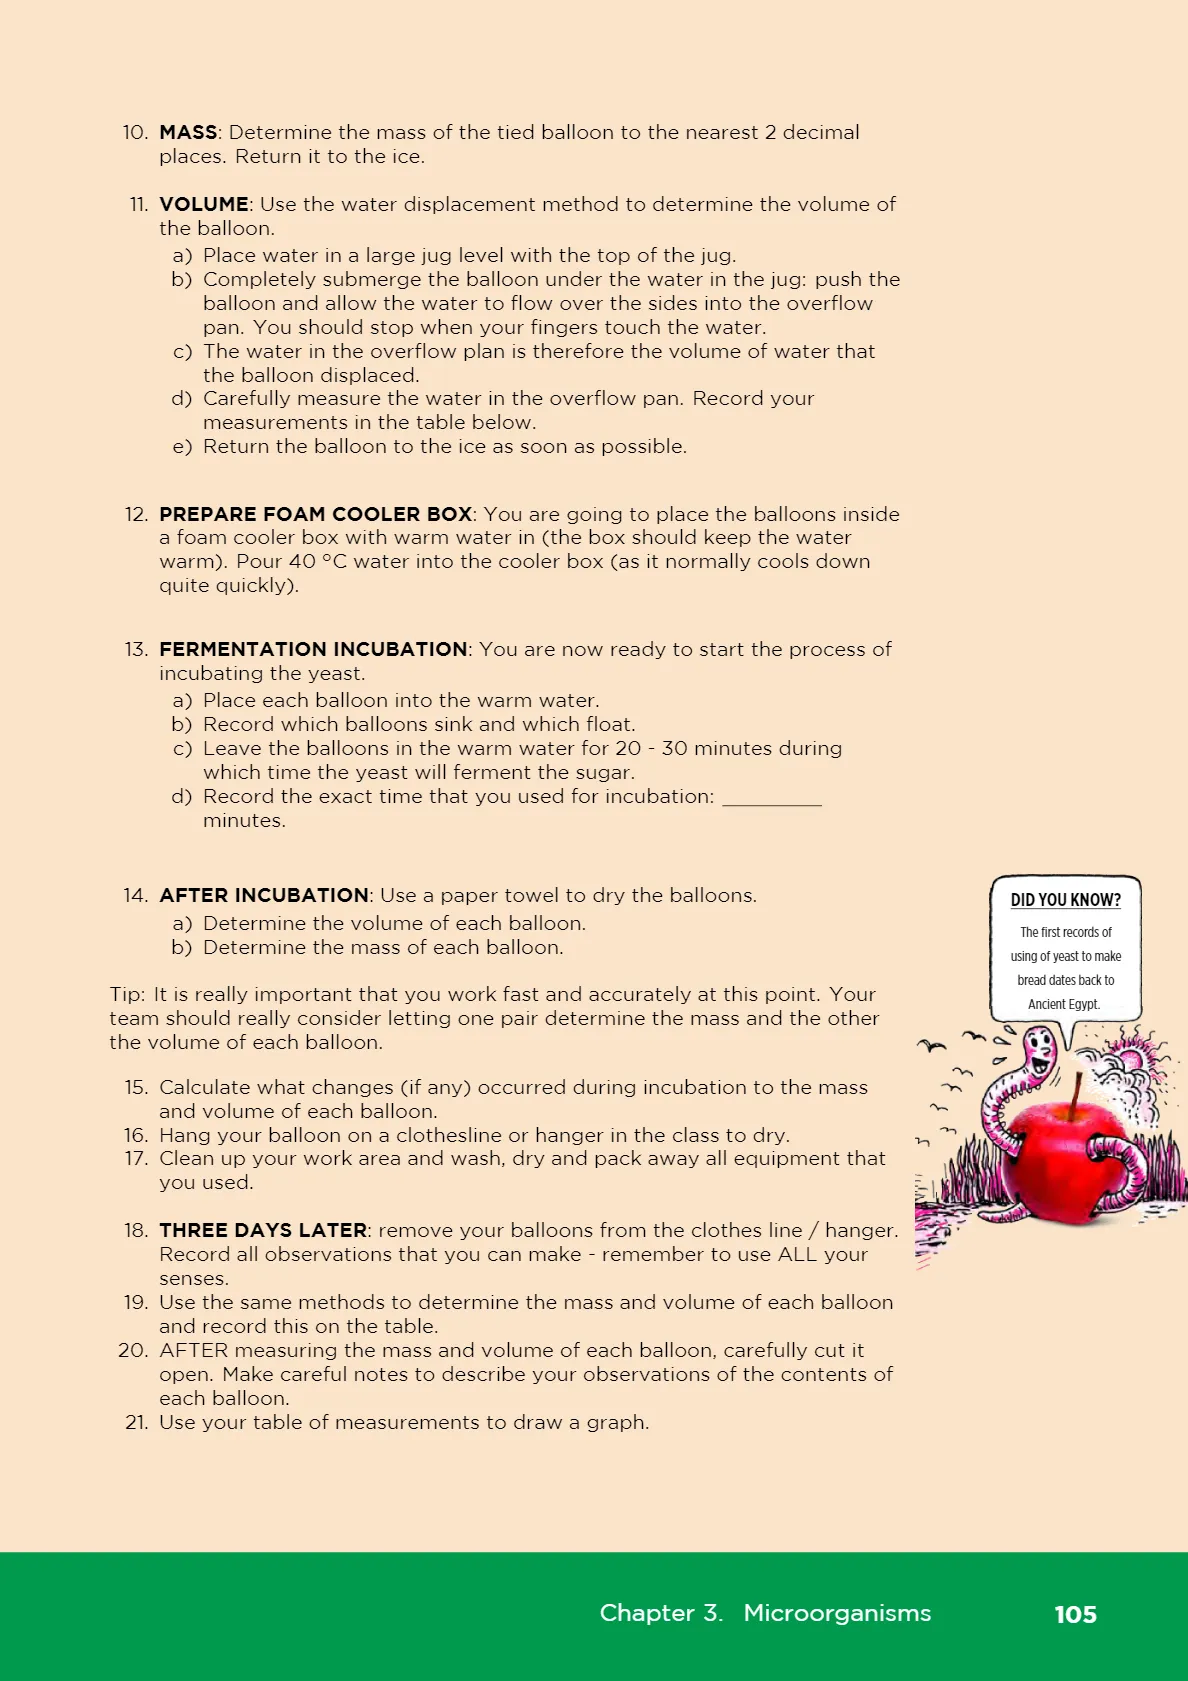 10. MASS: Determine the mass of the tied balloon to the nearest 2 decimal
places. Return it to the ice.
11. VOLUME: Use the water displacement method to determine the volume of
the balloon.
a) Place water in a large jug level with the top of the jug.
b) Completely submerge the balloon under the water in the jug: push the
balloon and allow the water to flow over the sides into the overflow
pan. You should stop when your fingers touch the water.
c) The water in the overflow plan is therefore the volume of water that
the balloon displaced.
d) Carefully measure the water in the overflow pan. Record your
measurements in the table below.
e) Return the balloon to the ice as soon as possible.
12. PREPARE FOAM COOLER BOX: You are going to place the balloons inside
a foam cooler box with warm water in (the box should keep the water
warm). Pour 40 °C water into the cooler box (as it normally cools down
quite quickly).
13. FERMENTATION INCUBATION: You are now ready to start the process of
incubating the yeast.
a) Place each balloon into the warm water.
b) Record which balloons sink and which float.
c) Leave the balloons in the warm water for 20 - 30 minutes during
which time the yeast will ferment the sugar.
d) Record the exact time that you used for incubation: _________
minutes.
14. AFTER INCUBATION: Use a paper towel to dry the balloons.
a) Determine the volume of each balloon.
b) Determine the mass of each balloon.
Tip: It is really important that you work fast and accurately at this point. Your
team should really consider letting one pair determine the mass and the other
the volume of each balloon.
15. Calculate what changes (if any) occurred during incubation to the mass
and volume of each balloon.
16. Hang your balloon on a clothesline or hanger in the class to dry.
17. Clean up your work area and wash, dry and pack away all equipment that
you used.
18. THREE DAYS LATER: remove your balloons from the clothes line / hanger.
Record all observations that you can make - remember to use ALL your
senses.
19. Use the same methods to determine the mass and volume of each balloon
and record this on the table.
20. AFTER measuring the mass and volume of each balloon, carefully cut it
open. Make careful notes to describe your observations of the contents of
each balloon.
21. Use your table of measurements to draw a graph.
DID YOU KNOW?
The first records of
using of yeast to make
bread dates back to
Ancient Egypt.
Chapter 3. Microorganisms 105